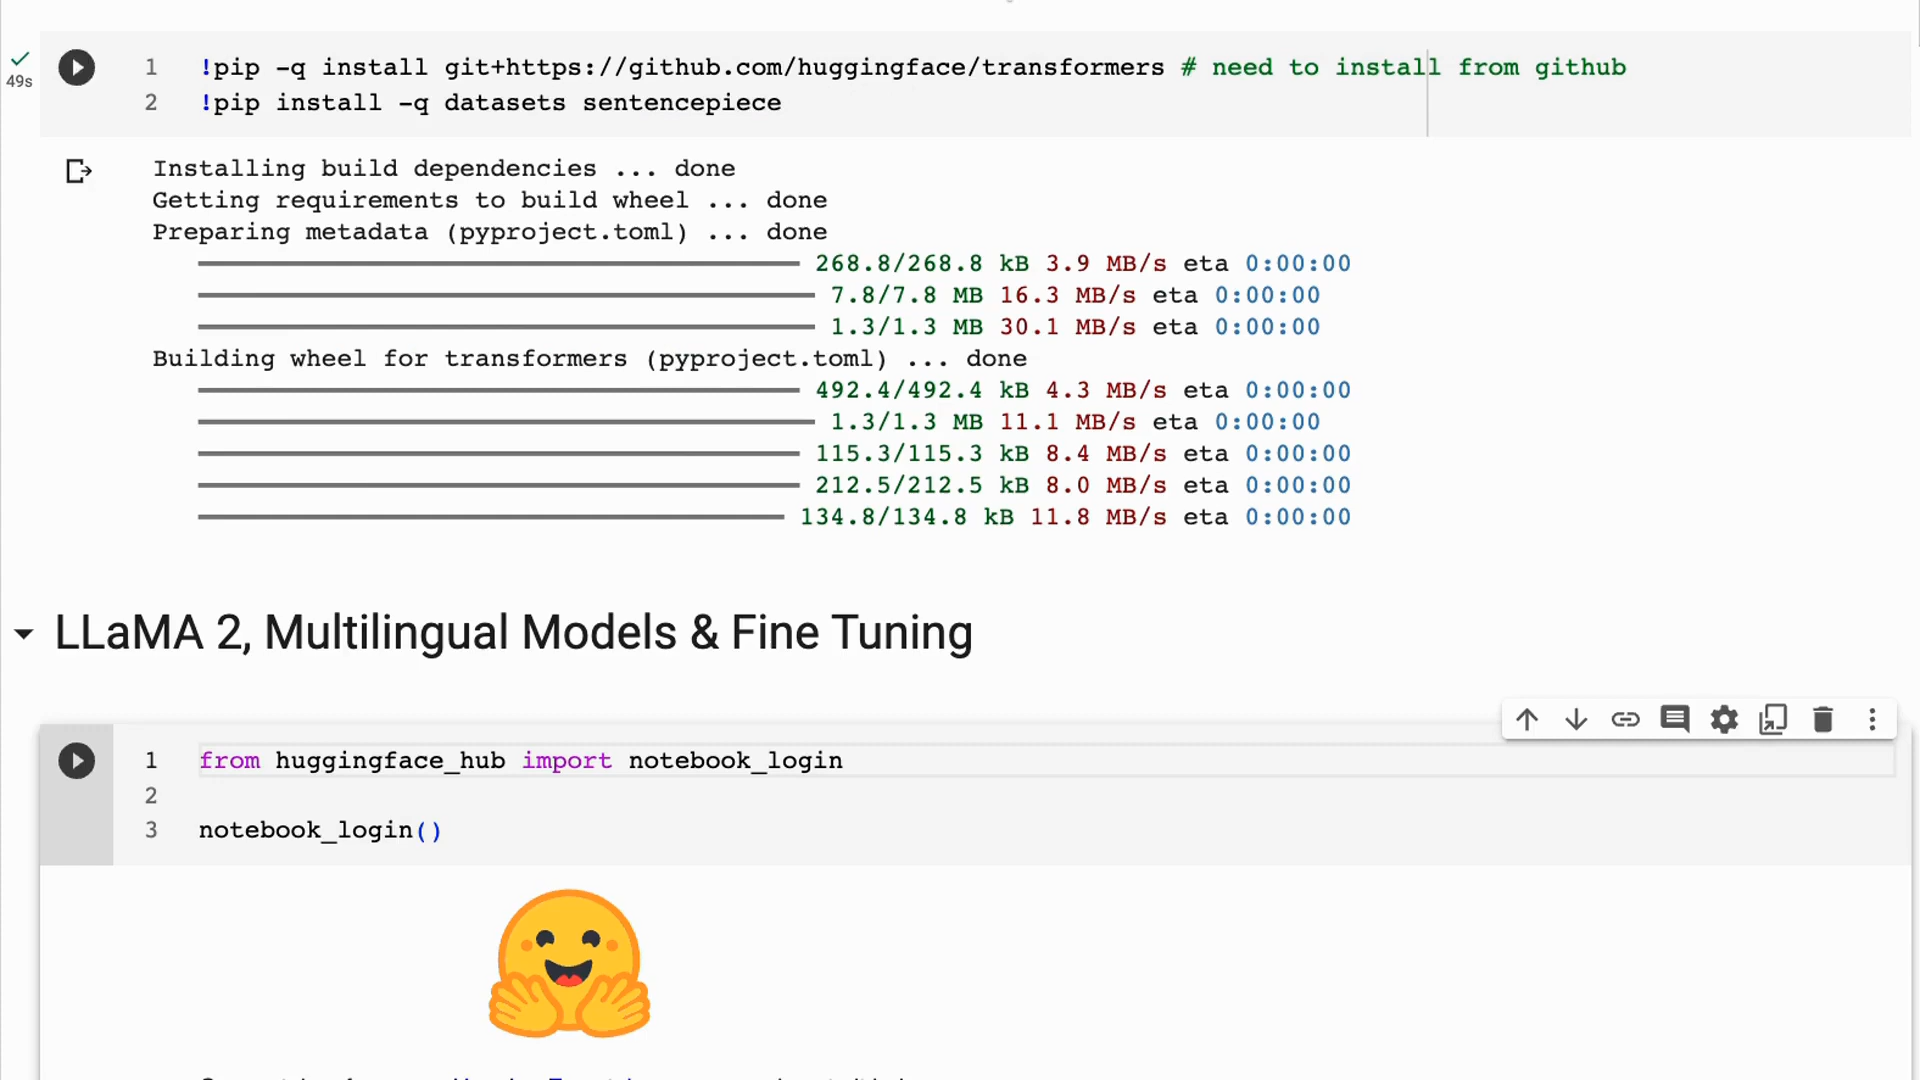 49s
1 !pip -q install git+https://github.com/huggingface/transformers # need to install from github
2 !pip install -q datasets sentencepiece
Installing build dependencies ... done
Getting requirements to build wheel ... done
Preparing metadata (pyproject.toml) ... done
268.8/268.8 kB 3.9 MB/s eta 0:00:00
7.8/7.8 MB 16.3 MB/s eta 0:00:00
1.3/1.3 MB 30.1 MB/s eta 0:00:00
Building wheel for transformers (pyproject.toml) ... done
492.4/492.4 kB 4.3 MB/s eta 0:00:00
1.3/1.3 MB 11.1 MB/s eta 0:00:00
115.3/115.3 kB 8.4 MB/s eta 0:00:00
212.5/212.5 kB 8.0 MB/s eta 0:00:00
134.8/134.8 kB 11.8 MB/s eta 0:00:00
LLaMA 2, Multilingual Models & Fine Tuning
1 from huggingface_hub import notebook_login
2
3 notebook_login()